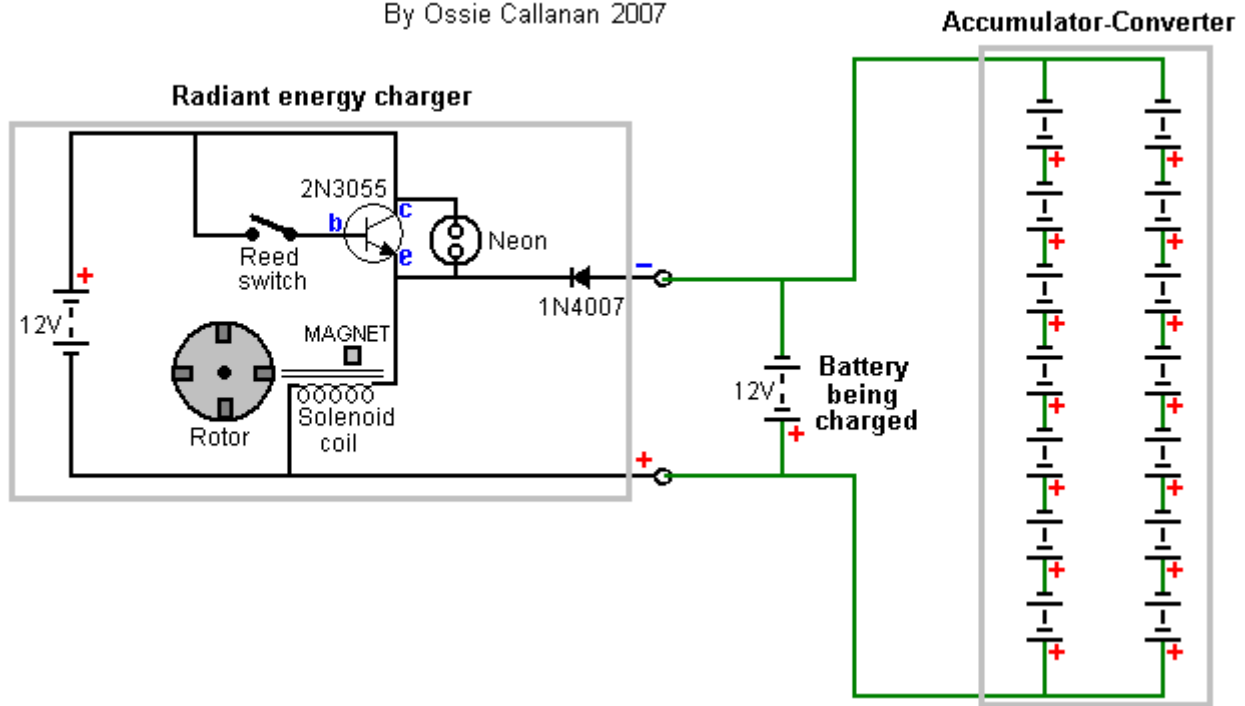 By Ossie Callanan 2007
Accumulator-Converter
Radiant energy charger
2N3055
c
b
e
Neon
Reed
switch
1N4007
–
+
12V
MAGNET
Rotor
Solenoid
coil
+
12V
+
Battery
being
charged
+ +
+ +
+ +
+ +
+ +
+ +
+ +